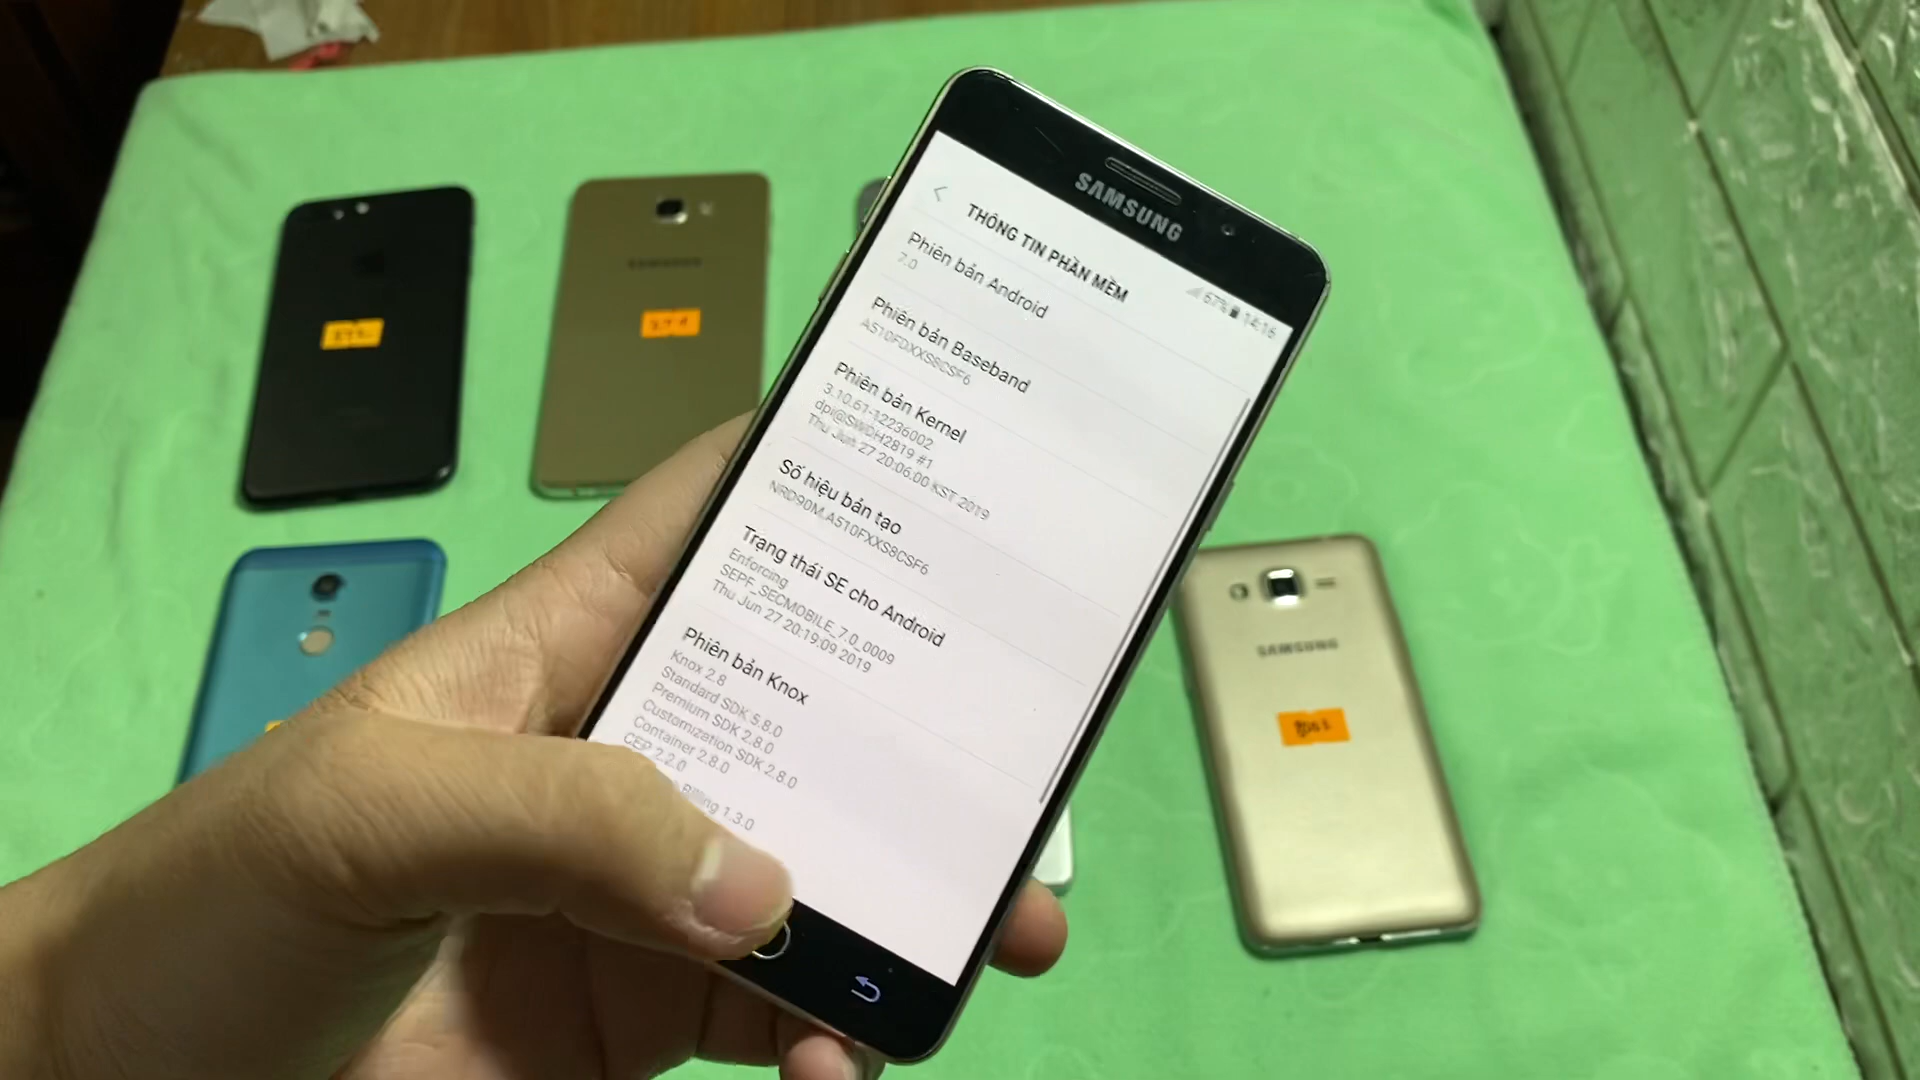 SAMSUNG
67% 14:16
THÔNG TIN PHẦN MỀM
Phiên bản Android
7.0
Phiên bản Baseband
A510FDXXS8CSF6
Phiên bản Kernel
3.10.61-12236002
dpi@SWDH2819 #1
Thu Jun 27 20:06:00 KST 2019
Số hiệu bản tạo
NRD90M.A510FXXS8CSF6
Trạng thái SE cho Android
Enforcing
SEPF_SECMOBILE_7.0_0009
Thu Jun 27 20:19:09 2019
Phiên bản Knox
Knox 2.8
Standard SDK 5.8.0
Premium SDK 2.8.0
Customization SDK 2.8.0
Container 2.8.0
CEP 2.2.0
Billing 1.3.0
SAMSUNG
SAMSUNG